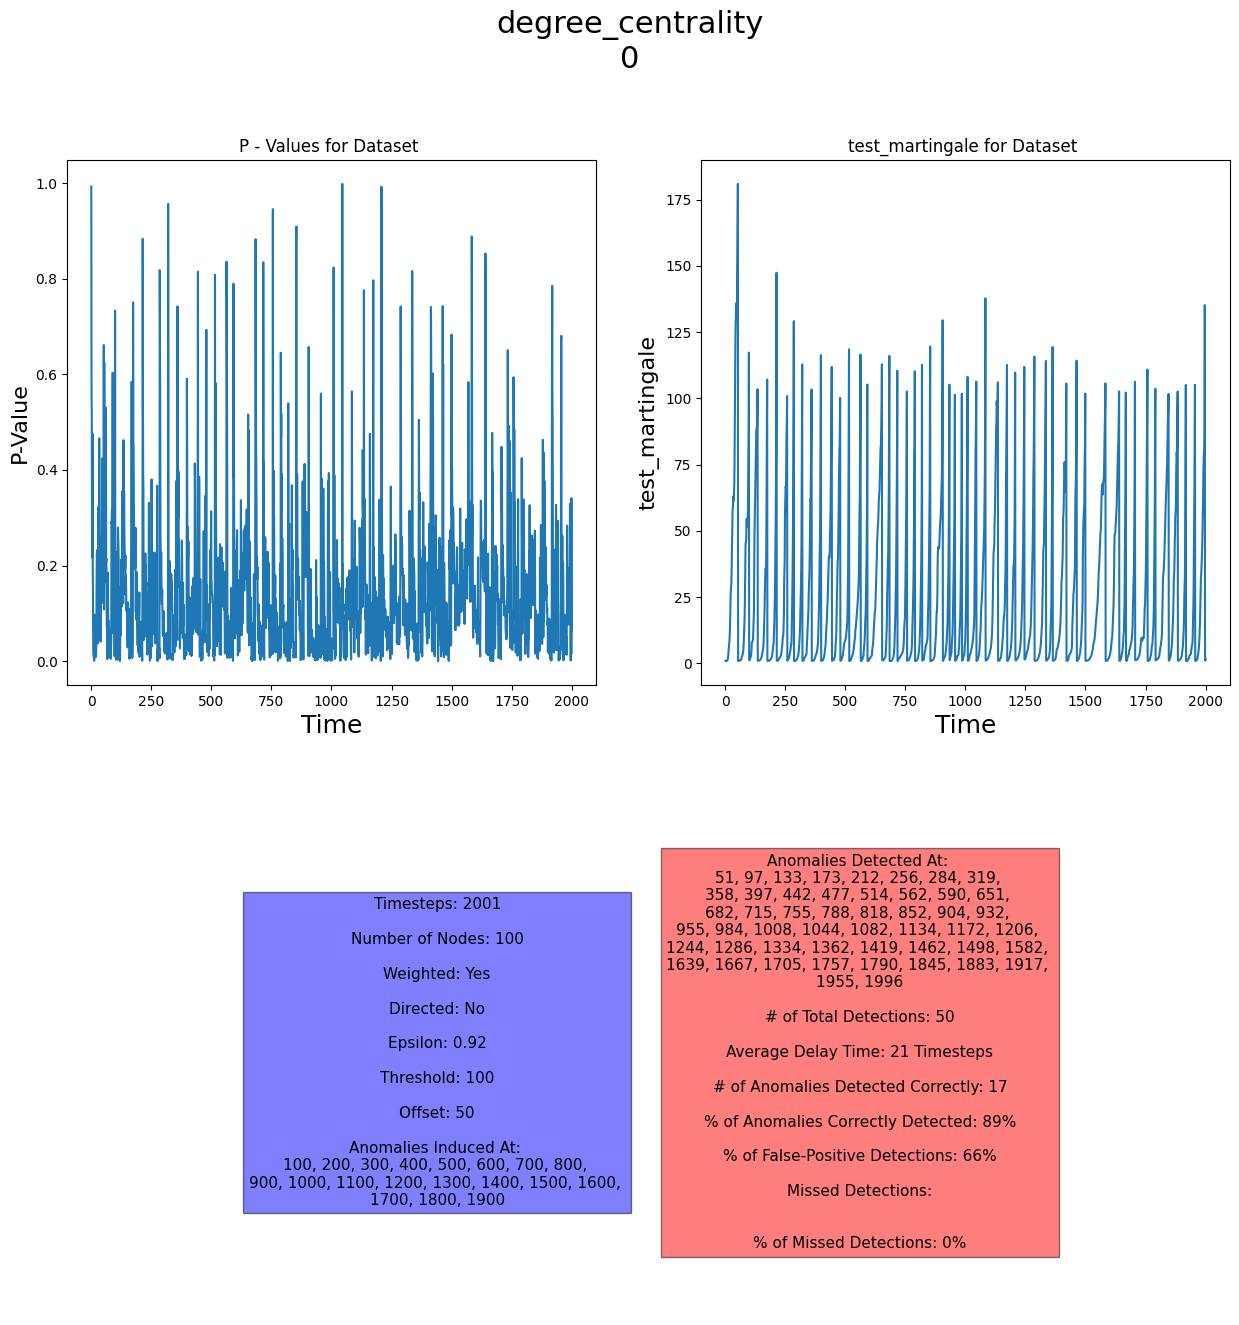 degree_centrality
0
P - Values for Dataset
test_martingale for Dataset
P-Value
1.0
0.8
0.6
0.4
0.2
0.0
0 250 500 750 1000 1250 1500 1750 2000
Time
test_martingale
175
150
125
100
75
50
25
0
0 250 500 750 1000 1250 1500 1750 2000
Time
Timesteps: 2001
Number of Nodes: 100
Weighted: Yes
Directed: No
Epsilon: 0.92
Threshold: 100
Offset: 50
Anomalies Induced At:
100, 200, 300, 400, 500, 600, 700, 800,
900, 1000, 1100, 1200, 1300, 1400, 1500, 1600,
1700, 1800, 1900
Anomalies Detected At:
51, 97, 133, 173, 212, 256, 284, 319,
358, 397, 442, 477, 514, 562, 590, 651,
682, 715, 755, 788, 818, 852, 904, 932,
955, 984, 1008, 1044, 1082, 1134, 1172, 1206,
1244, 1286, 1334, 1362, 1419, 1462, 1498, 1582,
1639, 1667, 1705, 1757, 1790, 1845, 1883, 1917,
1955, 1996
# of Total Detections: 50
Average Delay Time: 21 Timesteps
# of Anomalies Detected Correctly: 17
% of Anomalies Correctly Detected: 89%
% of False-Positive Detections: 66%
Missed Detections:
% of Missed Detections: 0%